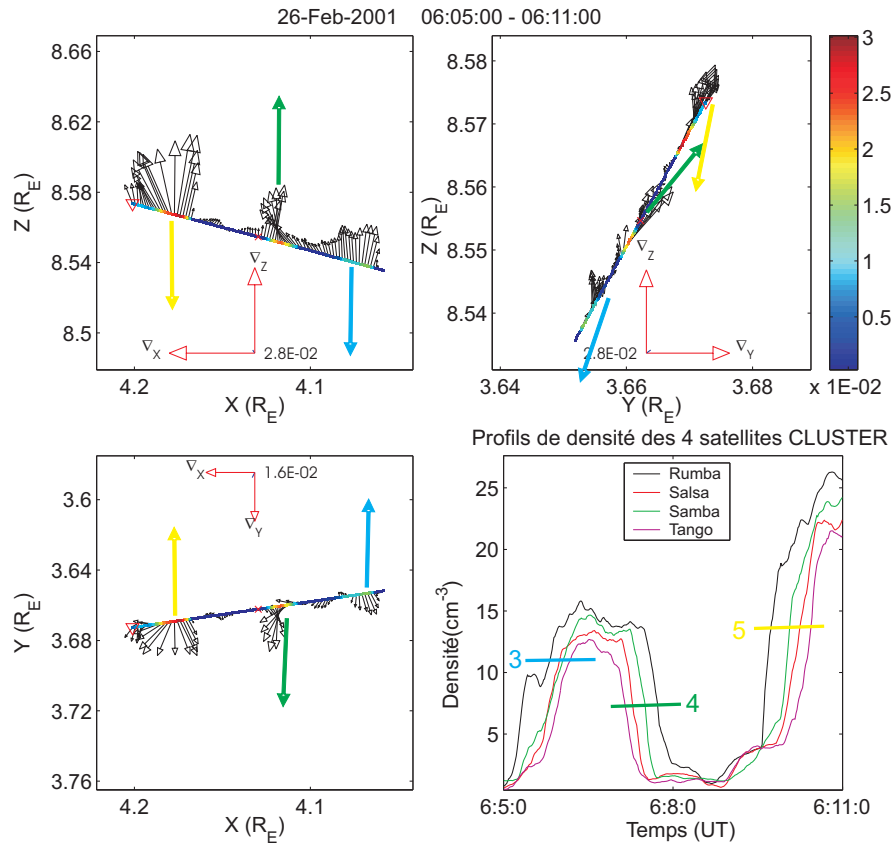 26-Feb-2001 06:05:00 - 06:11:00
8.66
8.62
8.58
8.54
8.5
Z (R_E)
∇_Z
∇_X
2.8E-02
4.2
4.1
X (R_E)
8.58
8.57
8.56
8.55
8.54
Z (R_E)
∇_Z
2.8E-02
∇_Y
3.64
3.66
3.68
Y (R_E)
3
2.5
2
1.5
1
0.5
x 1E-02
3.6
3.64
3.68
3.72
3.76
Y (R_E)
∇_X
1.6E-02
∇_Y
4.2
4.1
X (R_E)
Profils de densité des 4 satellites CLUSTER
Rumba
Salsa
Samba
Tango
25
20
15
10
5
Densité(cm⁻³)
3
4
5
6:5:0
6:8:0
6:11:0
Temps (UT)